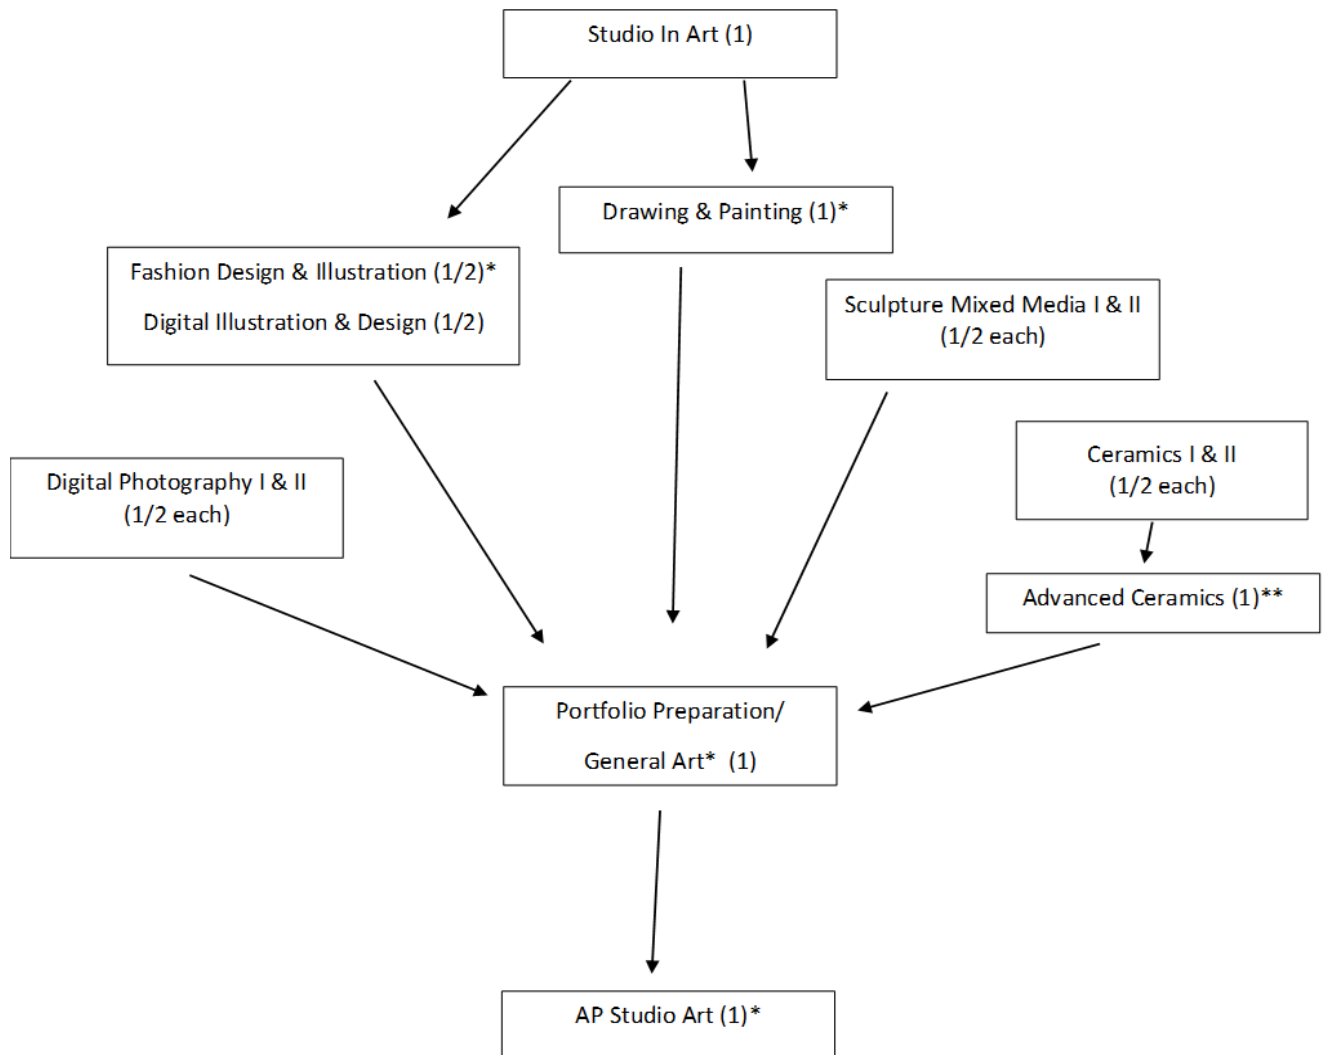 Studio In Art (1)
Drawing & Painting (1)*
Fashion Design & Illustration (1/2)*
Digital Illustration & Design (1/2)
Sculpture Mixed Media I & II
(1/2 each)
Digital Photography I & II
(1/2 each)
Ceramics I & II
(1/2 each)
Advanced Ceramics (1)**
Portfolio Preparation/
General Art* (1)
AP Studio Art (1)*